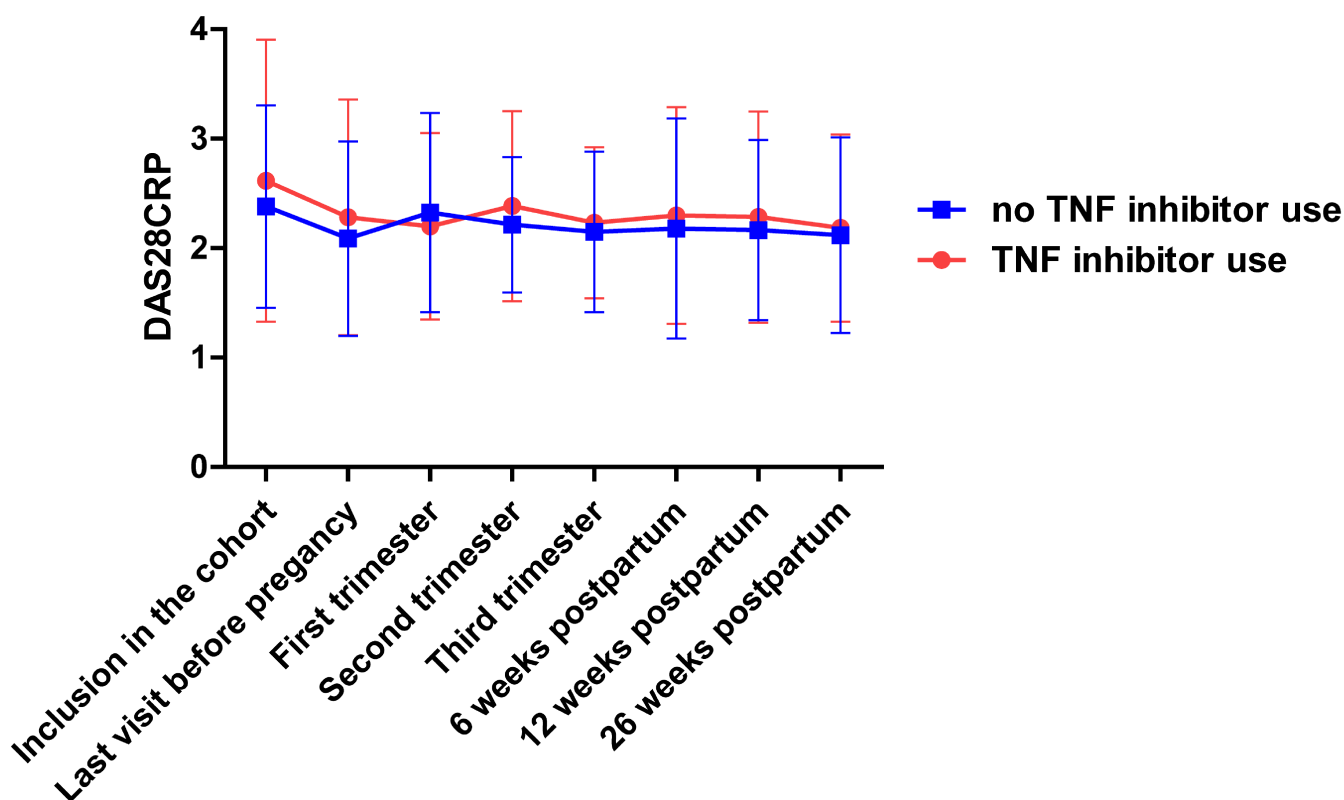 DAS28CRP
4
3
2
1
0
Inclusion in the cohort
Last visit before pregancy
First trimester
Second trimester
Third trimester
6 weeks postpartum
12 weeks postpartum
26 weeks postpartum
no TNF inhibitor use
TNF inhibitor use